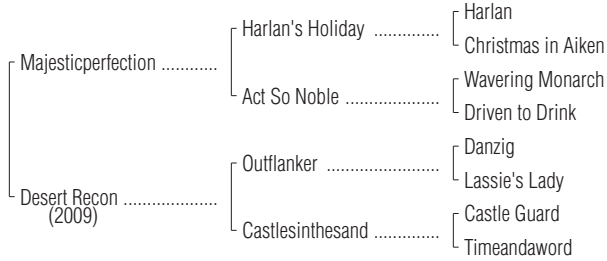 Harlan
Harlan's Holiday ..............
Christmas in Aiken
Majesticperfection ............
Wavering Monarch
Act So Noble .....................
Driven to Drink
Danzig
Outflanker .........................
Lassie's Lady
Desert Recon ....................
(2009)
Castle Guard
Castlesinthesand ..............
Timeandaword